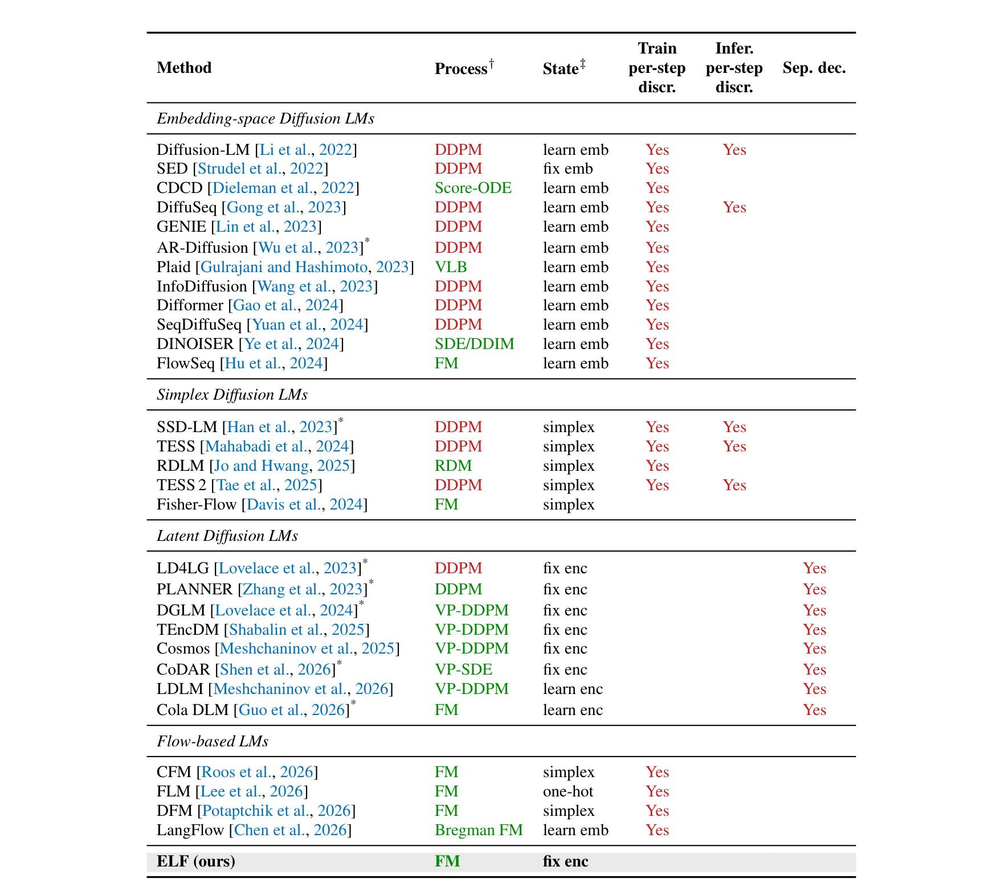 Method Process† State‡ Train per-step discr. Infer. per-step discr. Sep. dec.
Embedding-space Diffusion LMs
Diffusion-LM [Li et al., 2022] DDPM learn emb Yes Yes
SED [Strudel et al., 2022] DDPM fix emb Yes
CDCD [Dieleman et al., 2022] Score-ODE learn emb Yes
DiffuSeq [Gong et al., 2023] DDPM learn emb Yes Yes
GENIE [Lin et al., 2023] DDPM learn emb Yes
AR-Diffusion [Wu et al., 2023]* DDPM learn emb Yes
Plaid [Gulrajani and Hashimoto, 2023] VLB learn emb Yes
InfoDiffusion [Wang et al., 2023] DDPM learn emb Yes
Difformer [Gao et al., 2024] DDPM learn emb Yes
SeqDiffuSeq [Yuan et al., 2024] DDPM learn emb Yes
DINOISER [Ye et al., 2024] SDE/DDIM learn emb Yes
FlowSeq [Hu et al., 2024] FM learn emb Yes
Simplex Diffusion LMs
SSD-LM [Han et al., 2023]* DDPM simplex Yes Yes
TESS [Mahabadi et al., 2024] DDPM simplex Yes Yes
RDLM [Jo and Hwang, 2025] RDM simplex Yes
TESS 2 [Tae et al., 2025] DDPM simplex Yes Yes
Fisher-Flow [Davis et al., 2024] FM simplex
Latent Diffusion LMs
LD4LG [Lovelace et al., 2023]* DDPM fix enc Yes
PLANNER [Zhang et al., 2023]* DDPM fix enc Yes
DGLM [Lovelace et al., 2024]* VP-DDPM fix enc Yes
TEncDM [Shabalin et al., 2025] VP-DDPM fix enc Yes
Cosmos [Meshchaninov et al., 2025] VP-DDPM fix enc Yes
CoDAR [Shen et al., 2026]* VP-SDE fix enc Yes
LDLM [Meshchaninov et al., 2026] VP-DDPM learn enc Yes
Cola DLM [Guo et al., 2026]* FM learn enc Yes
Flow-based LMs
CFM [Roos et al., 2026] FM simplex Yes
FLM [Lee et al., 2026] FM one-hot Yes
DFM [Potaptchik et al., 2026] FM simplex Yes
LangFlow [Chen et al., 2026] Bregman FM learn emb Yes
ELF (ours) FM fix enc